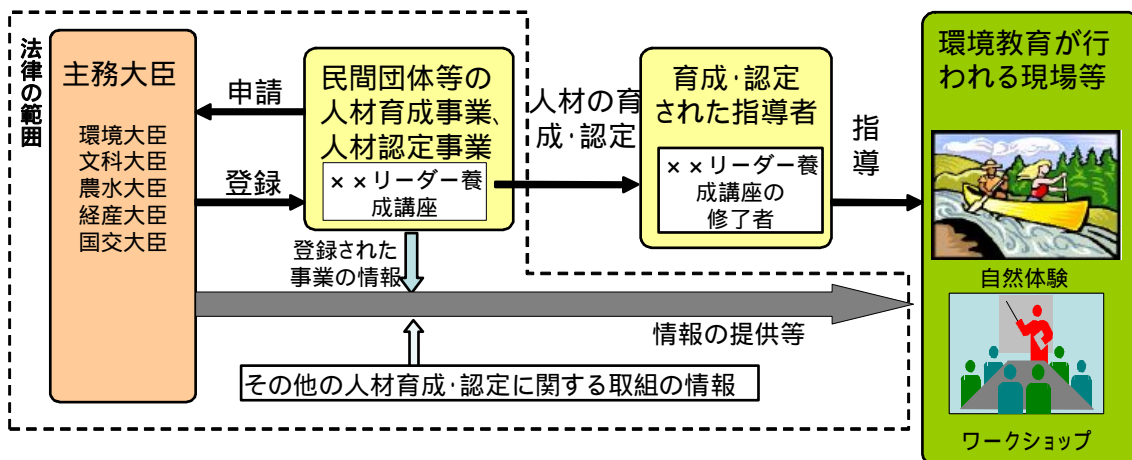 法律の範囲
主務大臣
環境大臣
文科大臣
農水大臣
経産大臣
国交大臣
申請
登録
民間団体等の
人材育成事業、
人材認定事業
××リーダー養
成講座
登録された
事業の情報
人材の育
成・認定
育成・認定
された指導者
××リーダー養
成講座の
修了者
指導
環境教育が行
われる現場等
自然体験
ワークショップ
情報の提供等
その他の人材育成・認定に関する取組の情報